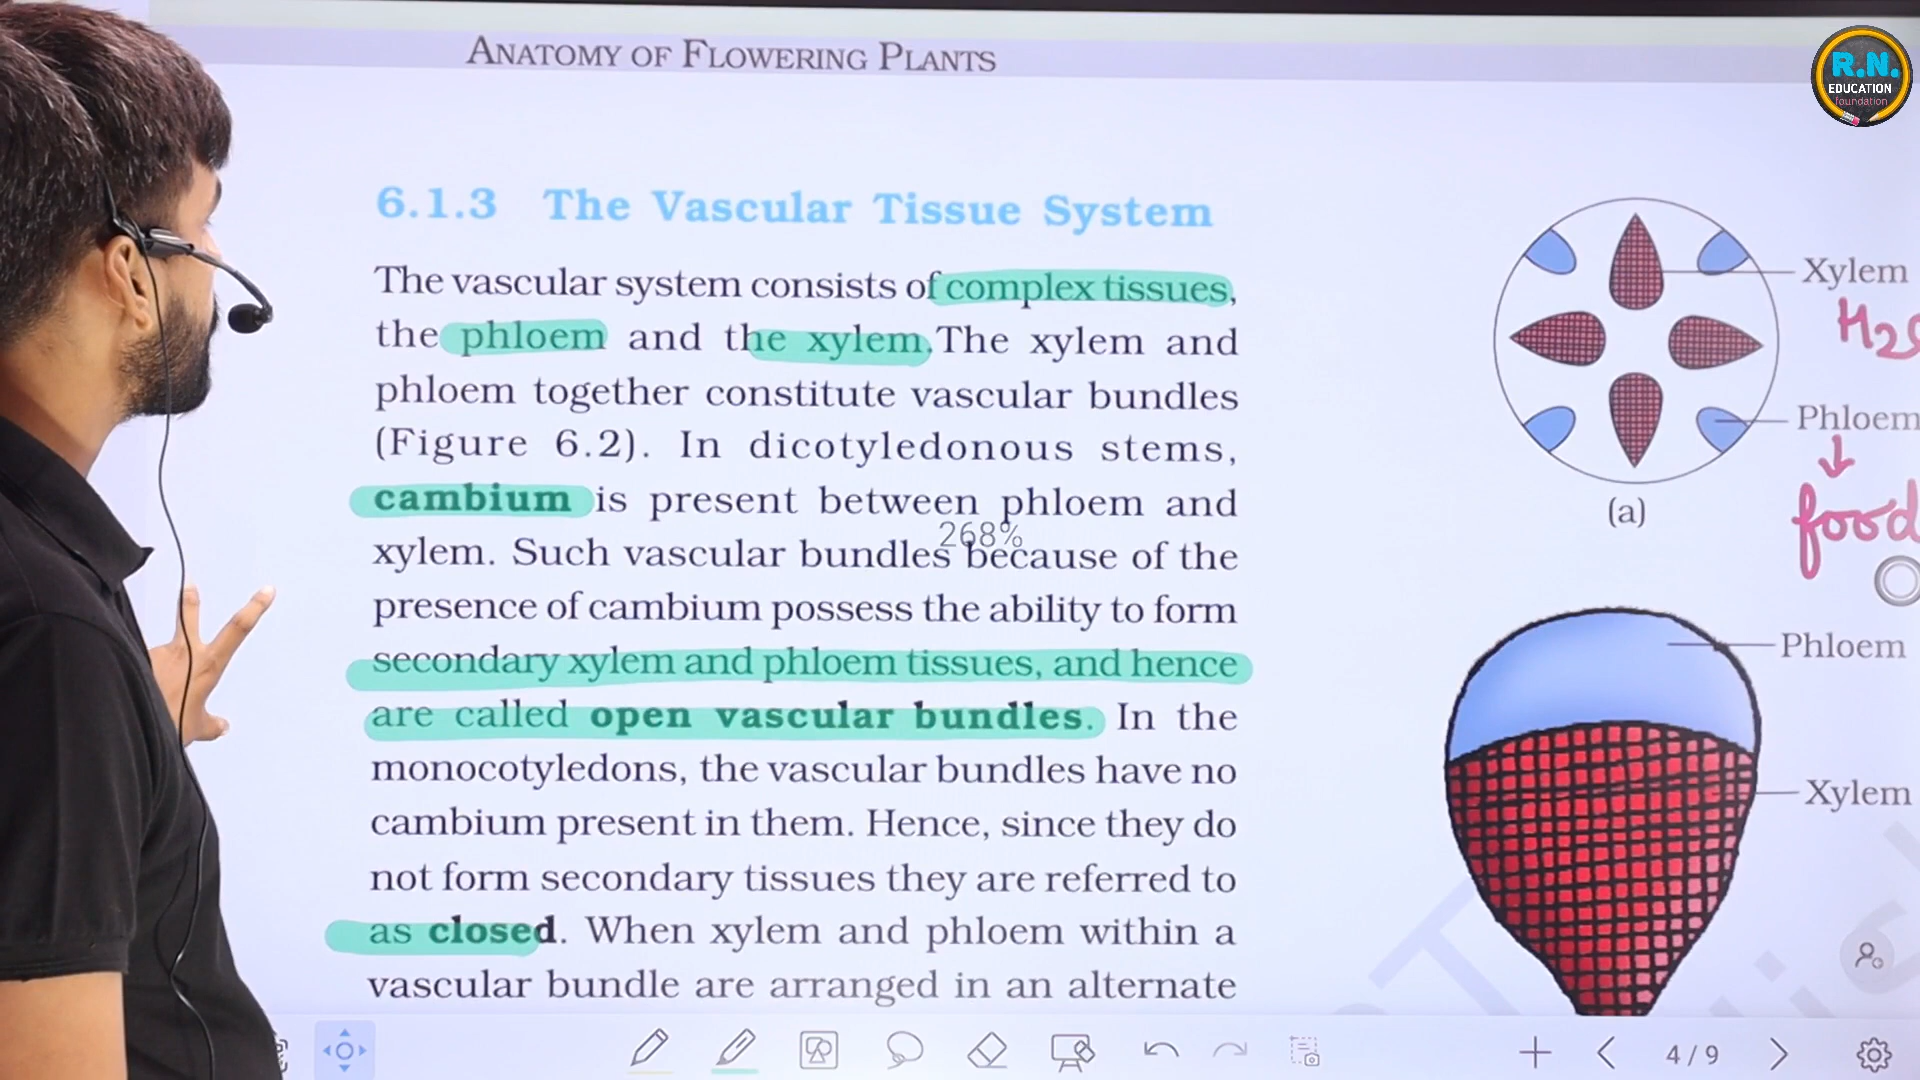 ANATOMY OF FLOWERING PLANTS
R.N.
EDUCATION
foundation
6.1.3 The Vascular Tissue System
The vascular system consists of complex tissues,
the phloem and the xylem. The xylem and
phloem together constitute vascular bundles
(Figure 6.2). In dicotyledonous stems,
cambium is present between phloem and
268%
xylem. Such vascular bundles because of the
presence of cambium possess the ability to form
secondary xylem and phloem tissues, and hence
are called open vascular bundles. In the
monocotyledons, the vascular bundles have no
cambium present in them. Hence, since they do
not form secondary tissues they are referred to
as closed. When xylem and phloem within a
vascular bundle are arranged in an alternate
Xylem
H2O
Phloem
food
(a)
Phloem
Xylem
4/9